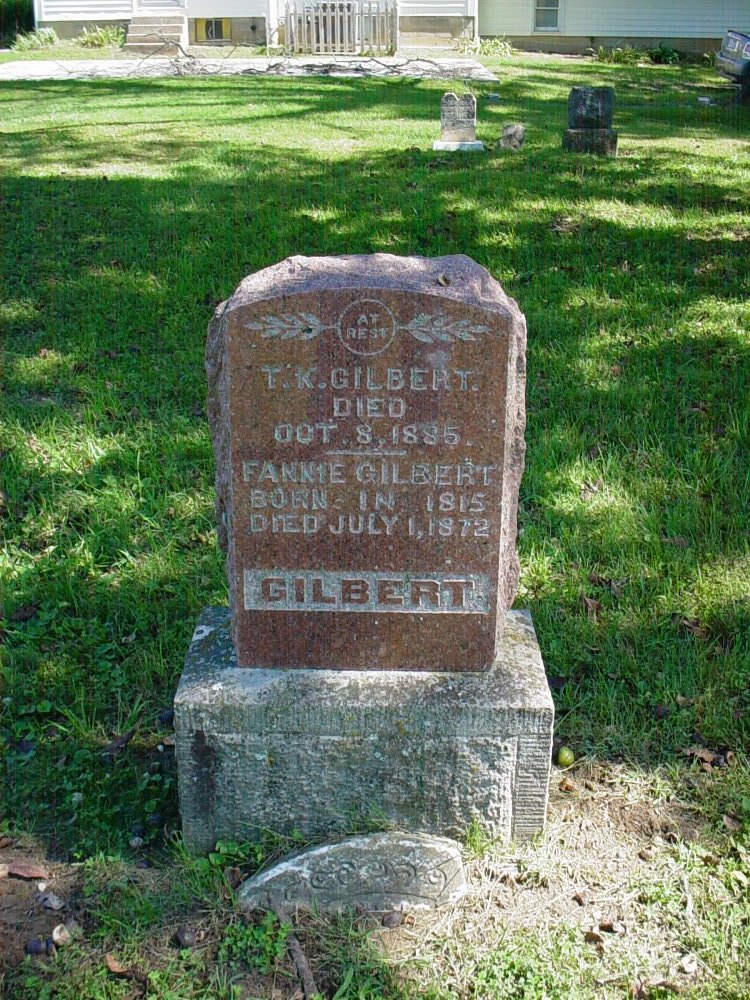 AT
REST
T. K. GILBERT.
DIED
OCT. 8, 1885.
FANNIE GILBERT
BORN IN 1815
DIED JULY 1, 1872
GILBERT